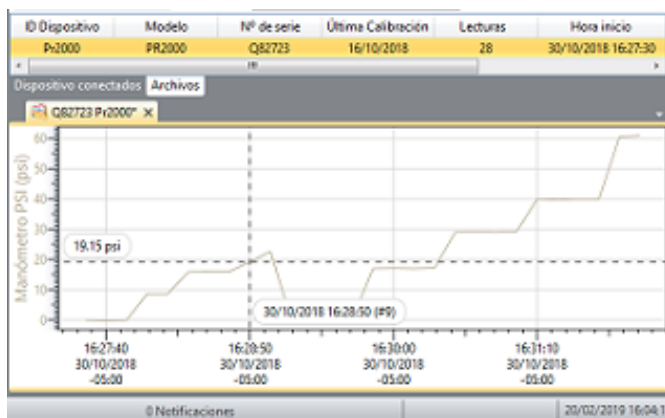 ID Dispositivo Modelo Nº de serie Última Calibración Lecturas Hora inicio
Pr2000 PR2000 Q82723 16/10/2018 28 30/10/2018 16:27:30
Dispositivo conectados Archivos
Q82723 Pr2000*
Manómetro PSI (psi)
60
50
40
30
20
10
0
19.15 psi
30/10/2018 16:28:50 (#9)
16:27:40 16:28:50 16:30:00 16:31:10
30/10/2018 30/10/2018 30/10/2018 30/10/2018
-05:00 -05:00 -05:00 -05:00
0 Notificaciones 20/02/2019 16:04:1